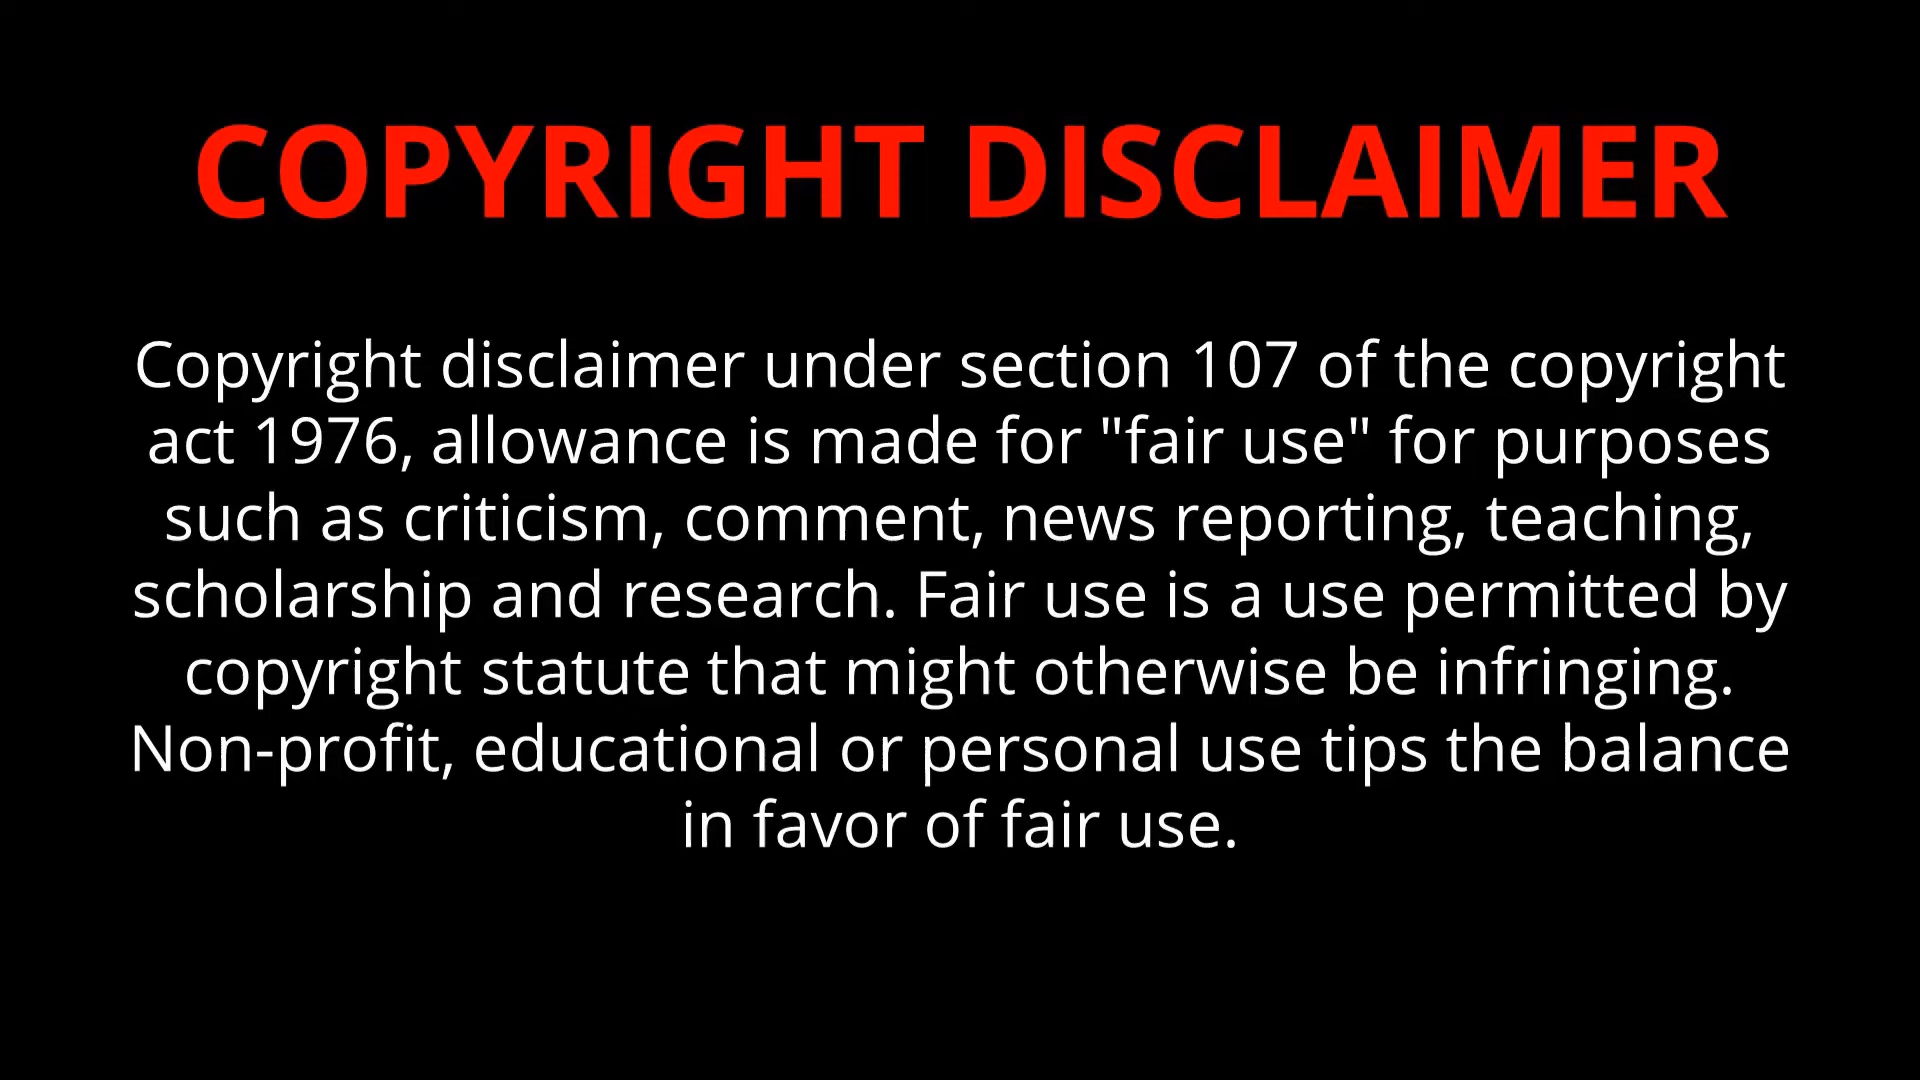 COPYRIGHT DISCLAIMER
Copyright disclaimer under section 107 of the copyright
act 1976, allowance is made for "fair use" for purposes
such as criticism, comment, news reporting, teaching,
scholarship and research. Fair use is a use permitted by
copyright statute that might otherwise be infringing.
Non-profit, educational or personal use tips the balance
in favor of fair use.